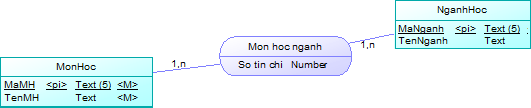 NganhHoc
MaNganh <pi> Text (5)
TenNganh Text
1,n
Mon hoc nganh
So tin chi Number
1,n
MonHoc
MaMH <pi> Text (5) <M>
TenMH Text <M>